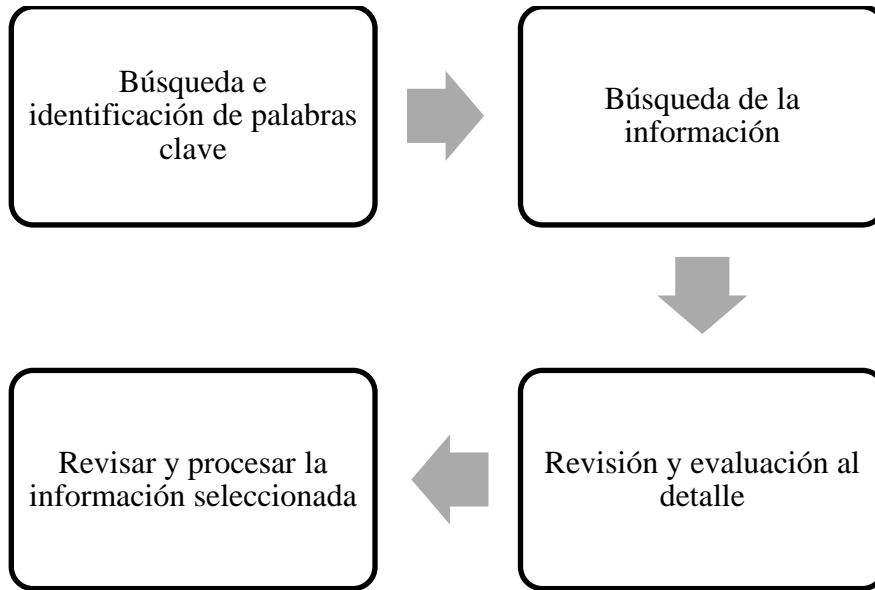 Búsqueda e
identificación de palabras
clave
Búsqueda de la
información
Revisión y evaluación al
detalle
Revisar y procesar la
información seleccionada